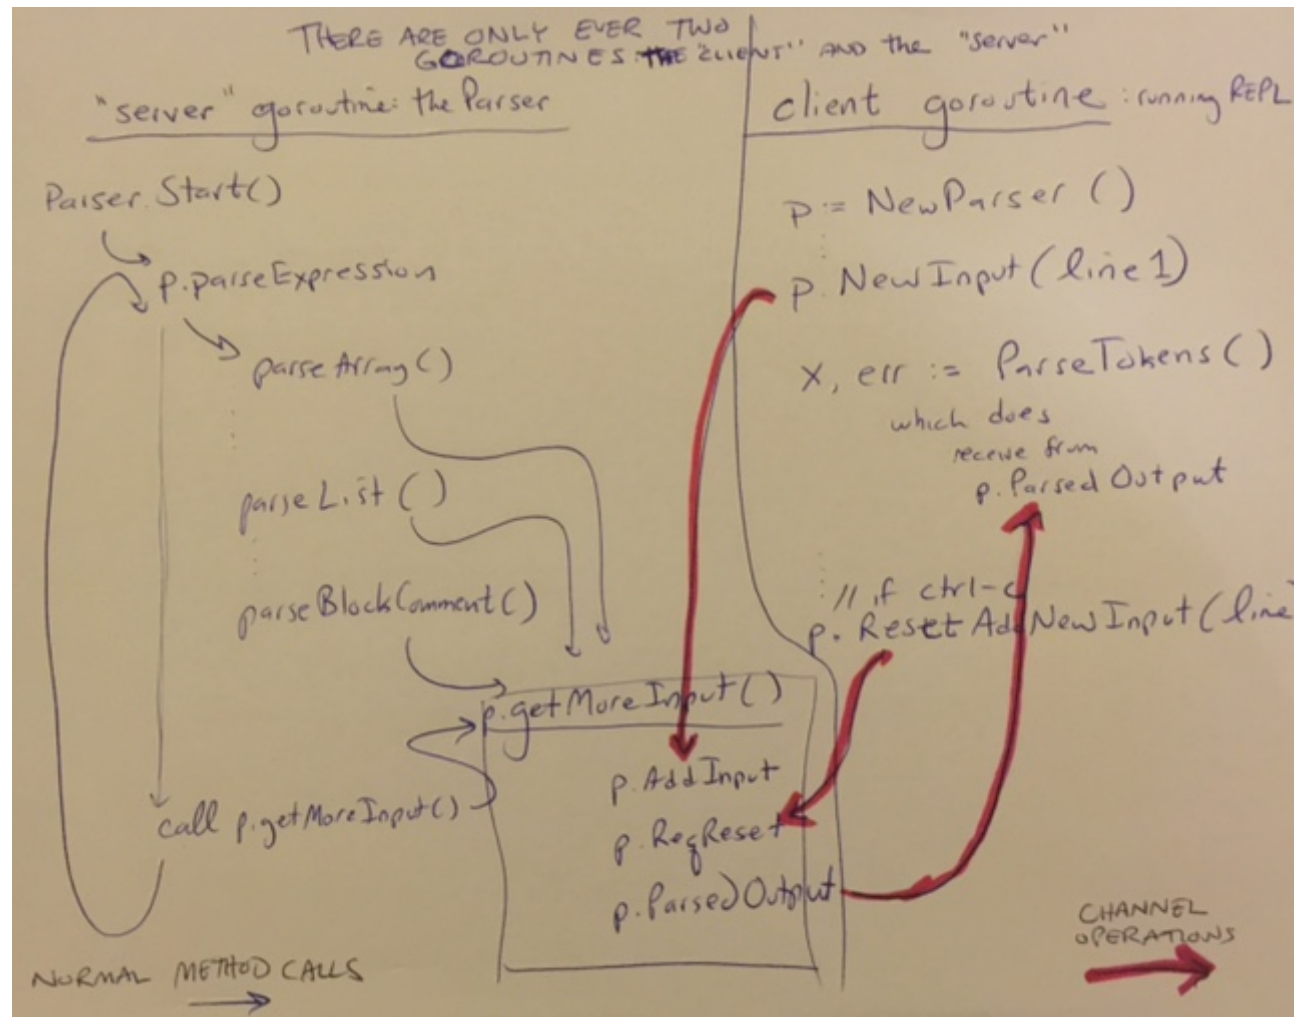 THERE ARE ONLY EVER TWO
GOROUTINES: THE "CLIENT" AND the "server"
"server" goroutine: the Parser
Parser.Start()
p.parseExpression
parseArray()
parseList()
parseBlockComment()
call p.getMoreInput()
NORMAL METHOD CALLS
p.getMoreInput()
p.AddInput
p.ReqReset
p.ParsedOutput
client goroutine: running REPL
p := NewParser()
p.NewInput(line1)
x, err := ParseTokens()
which does
receive from
p.ParsedOutput
// if ctrl-c
p.ResetAddNewInput(line
CHANNEL
OPERATIONS